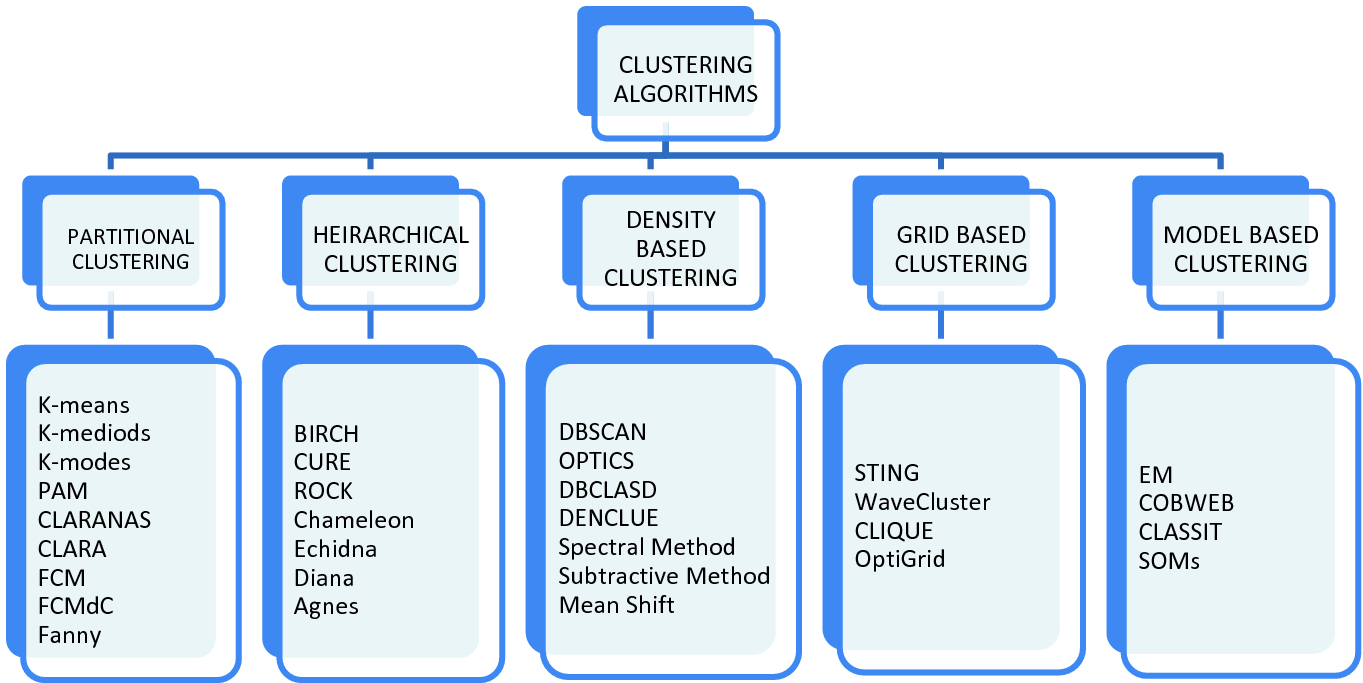 CLUSTERING
ALGORITHMS
PARTITIONAL
CLUSTERING
HEIRARCHICAL
CLUSTERING
DENSITY
BASED
CLUSTERING
GRID BASED
CLUSTERING
MODEL BASED
CLUSTERING
K-means
K-mediods
K-modes
PAM
CLARANAS
CLARA
FCM
FCMdC
Fanny
BIRCH
CURE
ROCK
Chameleon
Echidna
Diana
Agnes
DBSCAN
OPTICS
DBCLASD
DENCLUE
Spectral Method
Subtractive Method
Mean Shift
STING
WaveCluster
CLIQUE
OptiGrid
EM
COBWEB
CLASSIT
SOMs